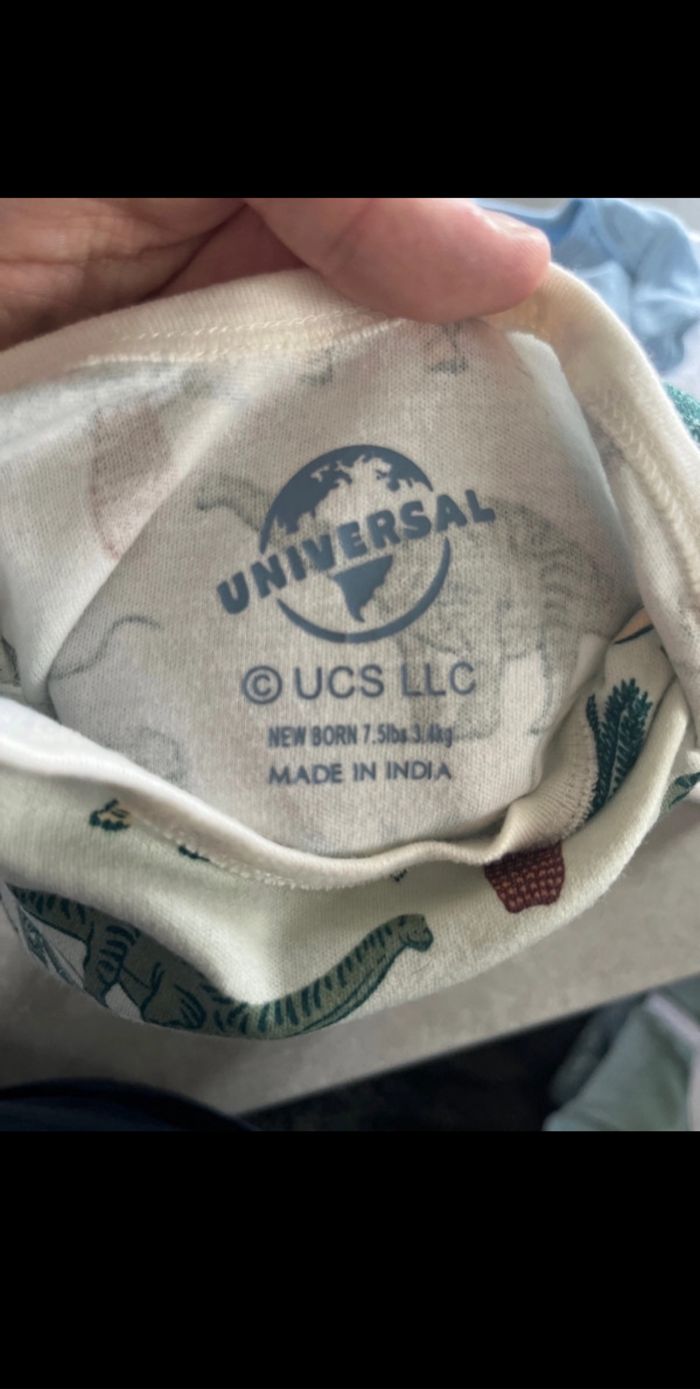 UNIVERSAL
© UCS LLC
NEW BORN 7.5lbs 3.4kg
MADE IN INDIA